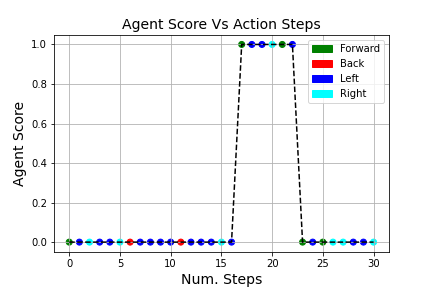 Agent Score Vs Action Steps
Agent Score
1.0
0.8
0.6
0.4
0.2
0.0
Forward
Back
Left
Right
0 5 10 15 20 25 30
Num. Steps